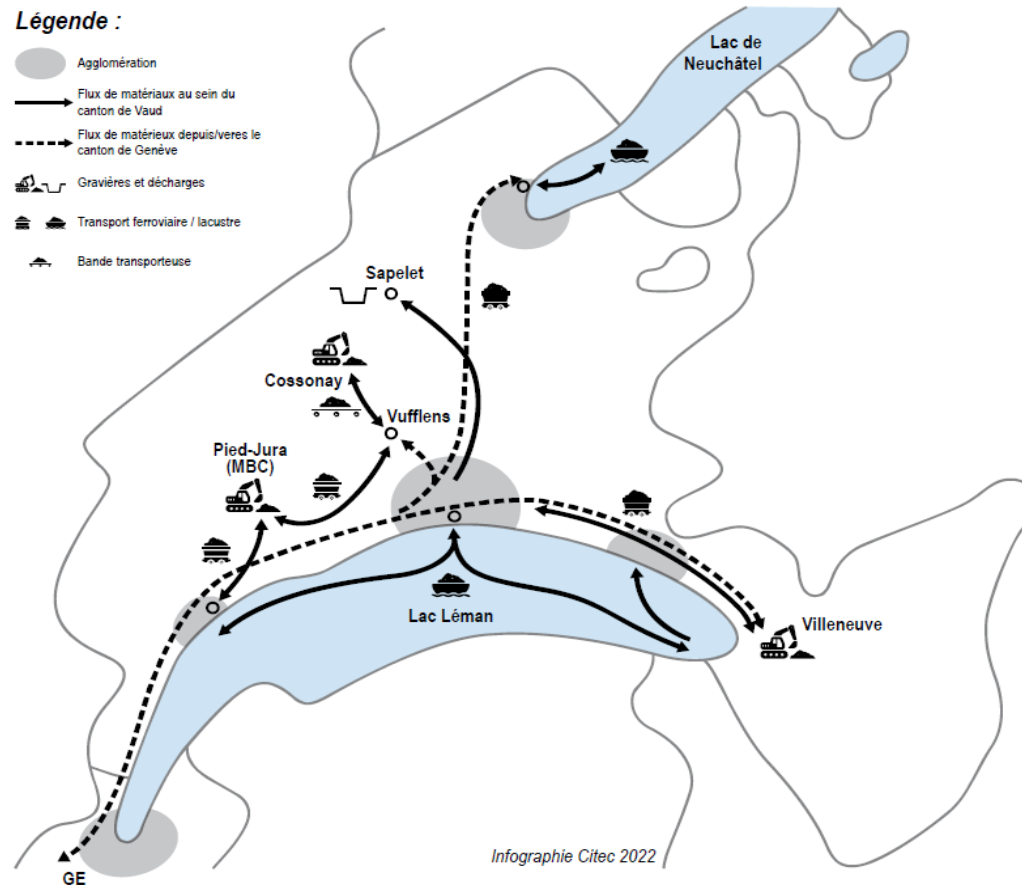 Légende :
Agglomération
Flux de matériaux au sein du
canton de Vaud
Flux de matérieux depuis/veres le
canton de Genève
Gravières et décharges
Transport ferroviaire / lacustre
Bande transporteuse
Lac de
Neuchâtel
Sapelet
Cossonay
Vufflens
Pied-Jura
(MBC)
Lac Léman
Villeneuve
Infographie Citec 2022
GE